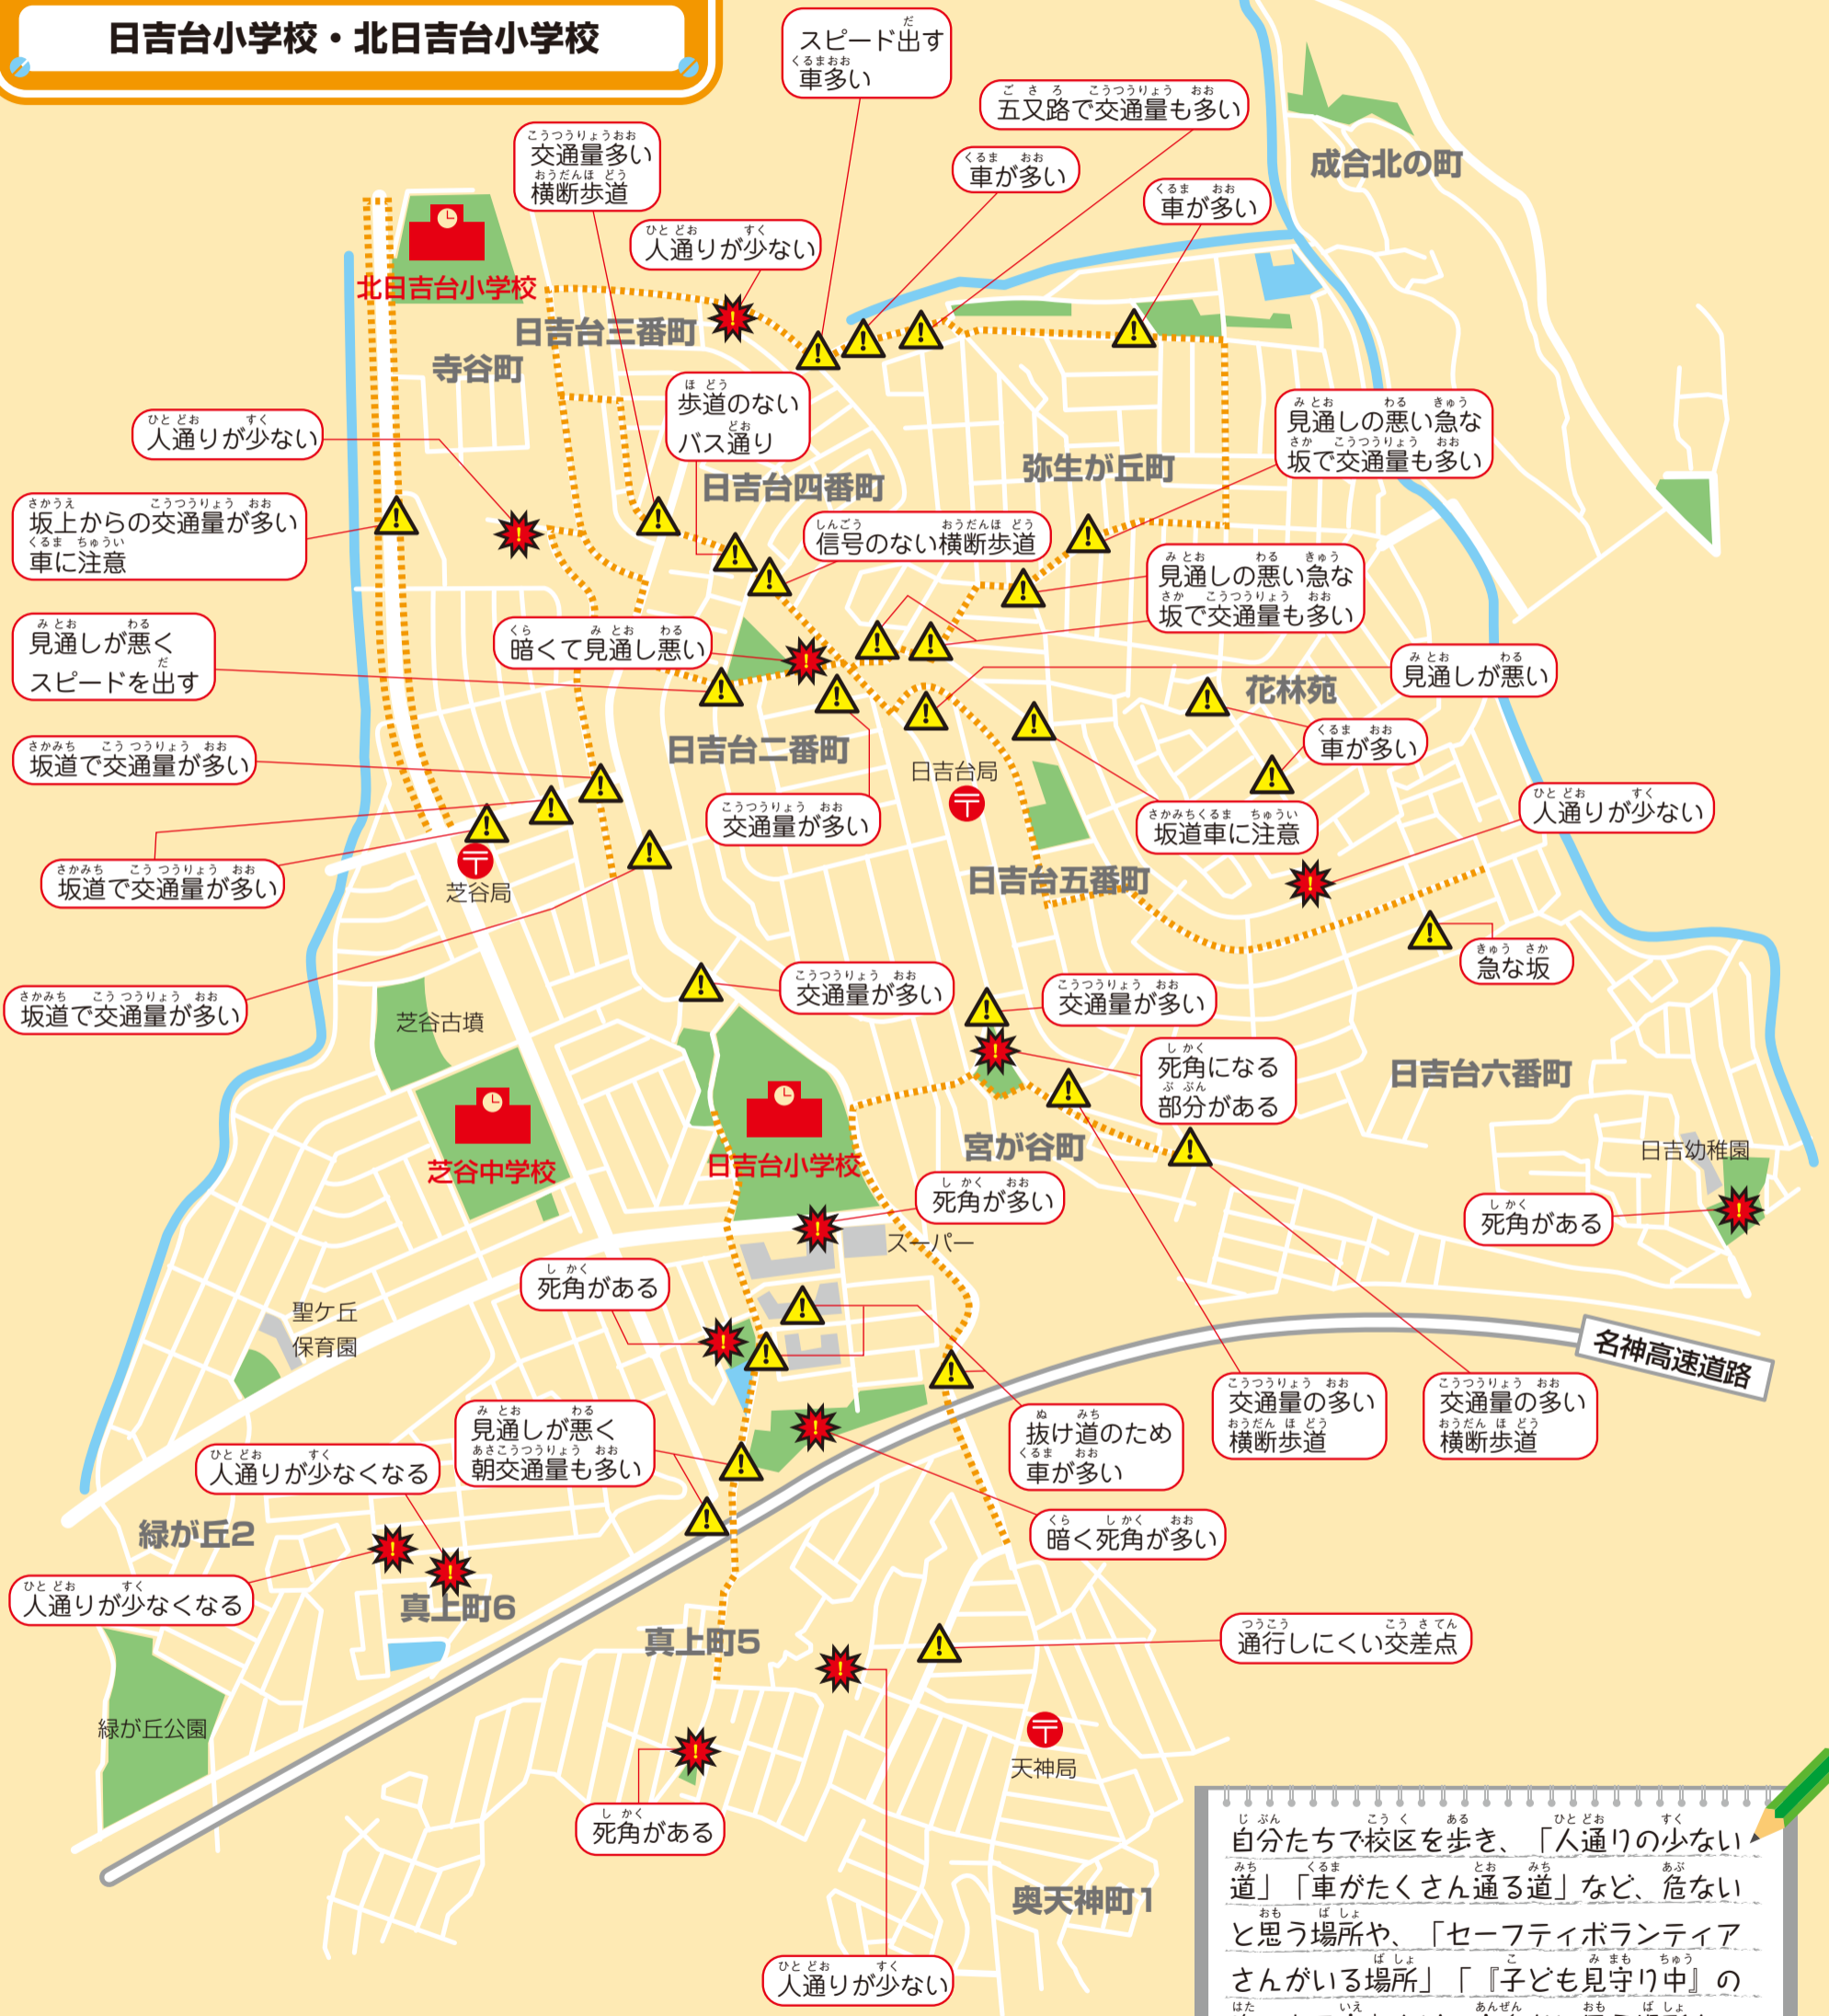 日吉台小学校・北日吉台小学校
スピード出す
車多い
五叉路で交通量も多い
車が多い
車が多い
交通量多い
横断歩道
人通りが少ない
成合北の町
北日吉台小学校
日吉台三番町
寺谷町
歩道のない
バス通り
人通りが少ない
見通しの悪い急な
坂で交通量も多い
弥生が丘町
日吉台四番町
坂上からの交通量が多い
車に注意
信号のない横断歩道
見通しの悪い急な
坂で交通量も多い
見通しが悪く
スピードを出す
暗くて見通し悪い
見通しが悪い
花林苑
車が多い
坂道で交通量が多い
日吉台二番町
日吉台局
人通りが少ない
交通量が多い
坂道車に注意
坂道で交通量が多い
芝谷局
日吉台五番町
急な坂
坂道で交通量が多い
交通量が多い
交通量が多い
芝谷古墳
死角になる
部分がある
日吉台六番町
宮が谷町
日吉幼稚園
芝谷中学校
日吉台小学校
死角が多い
死角がある
スーパー
死角がある
聖ケ丘
保育園
名神高速道路
交通量の多い
横断歩道
交通量の多い
横断歩道
抜け道のため
車が多い
見通しが悪く
朝交通量も多い
人通りが少なくなる
暗く死角が多い
緑が丘2
人通りが少なくなる
真上町6
真上町5
通行しにくい交差点
緑が丘公園
天神局
死角がある
奥天神町1
人通りが少ない
自分たちで校区を歩き、「人通りの少ない
道」「車がたくさん通る道」など、危ない
と思う場所や、「セーフティボランティア
さんがいる場所」「『子ども見守り中』の